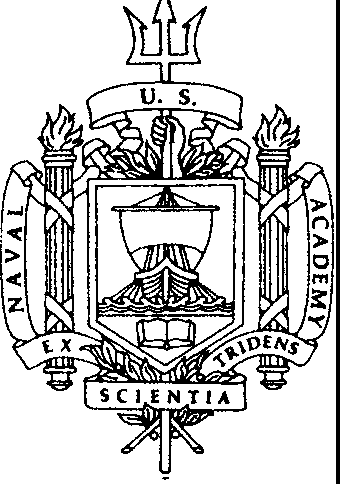 U. S.
NAVAL
ACADEMY
EX
TRIDENS
SCIENTIA